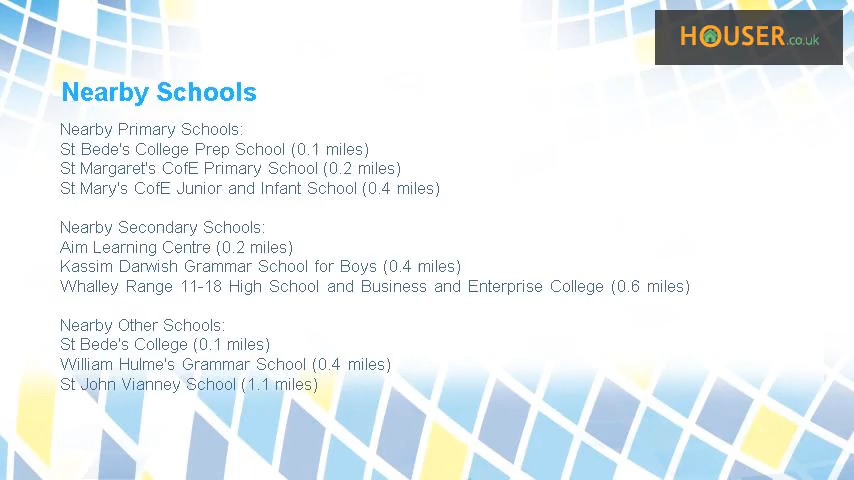 HOUSER.co.uk
Nearby Schools
Nearby Primary Schools:
St Bede's College Prep School (0.1 miles)
St Margaret's CofE Primary School (0.2 miles)
St Mary's CofE Junior and Infant School (0.4 miles)
Nearby Secondary Schools:
Aim Learning Centre (0.2 miles)
Kassim Darwish Grammar School for Boys (0.4 miles)
Whalley Range 11-18 High School and Business and Enterprise College (0.6 miles)
Nearby Other Schools:
St Bede's College (0.1 miles)
William Hulme's Grammar School (0.4 miles)
St John Vianney School (1.1 miles)